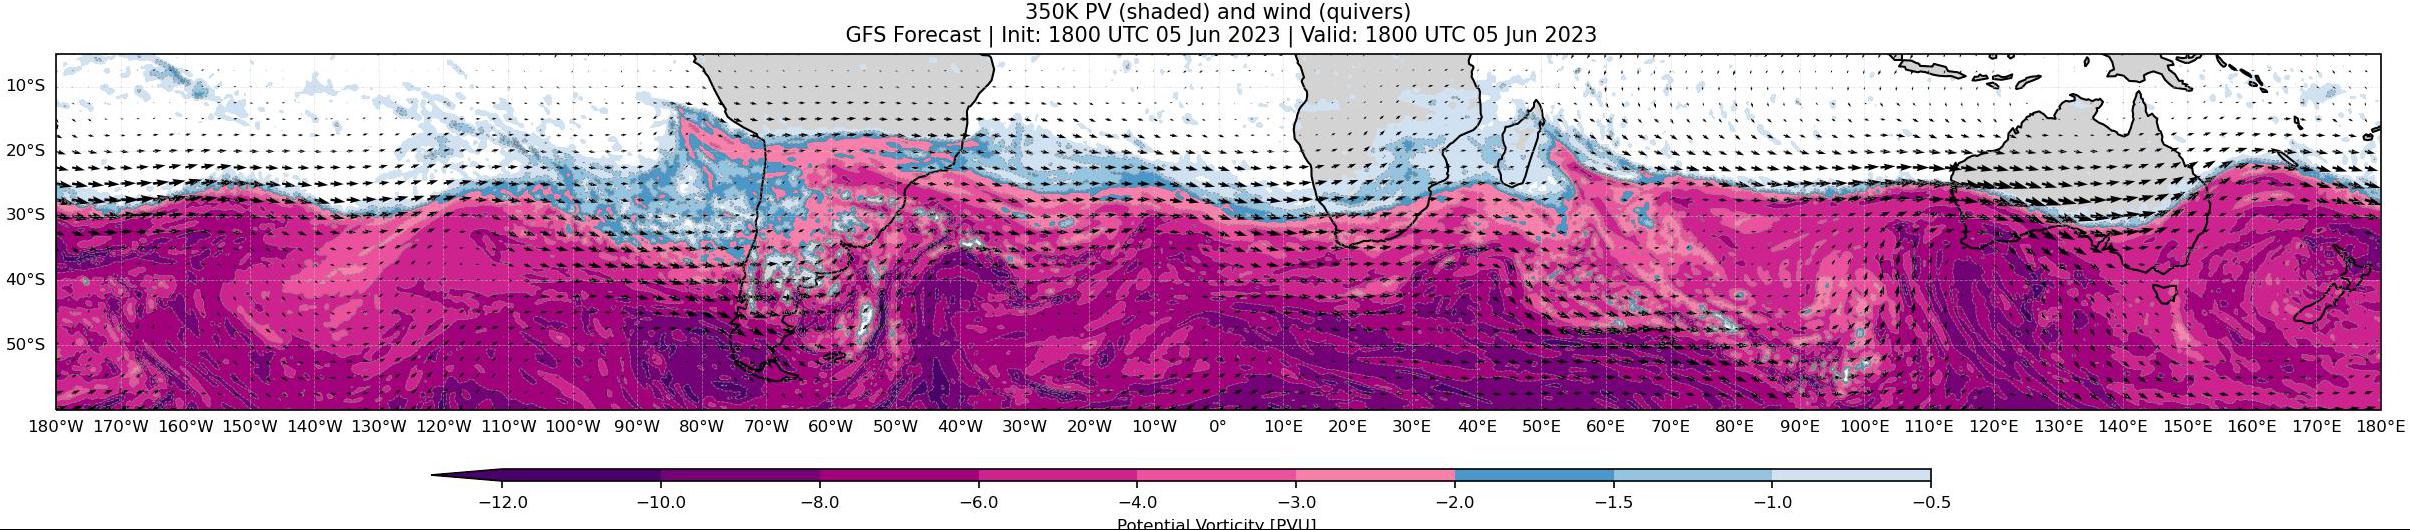 350K PV (shaded) and wind (quivers)
GFS Forecast | Init: 1800 UTC 05 Jun 2023 | Valid: 1800 UTC 05 Jun 2023
10°S
20°S
30°S
40°S
50°S
180°W 170°W 160°W 150°W 140°W 130°W 120°W 110°W 100°W 90°W 80°W 70°W 60°W 50°W 40°W 30°W 20°W 10°W 0° 10°E 20°E 30°E 40°E 50°E 60°E 70°E 80°E 90°E 100°E 110°E 120°E 130°E 140°E 150°E 160°E 170°E 180°E
−12.0 −10.0 −8.0 −6.0 −4.0 −3.0 −2.0 −1.5 −1.0 −0.5
Potential Vorticity [PVU]